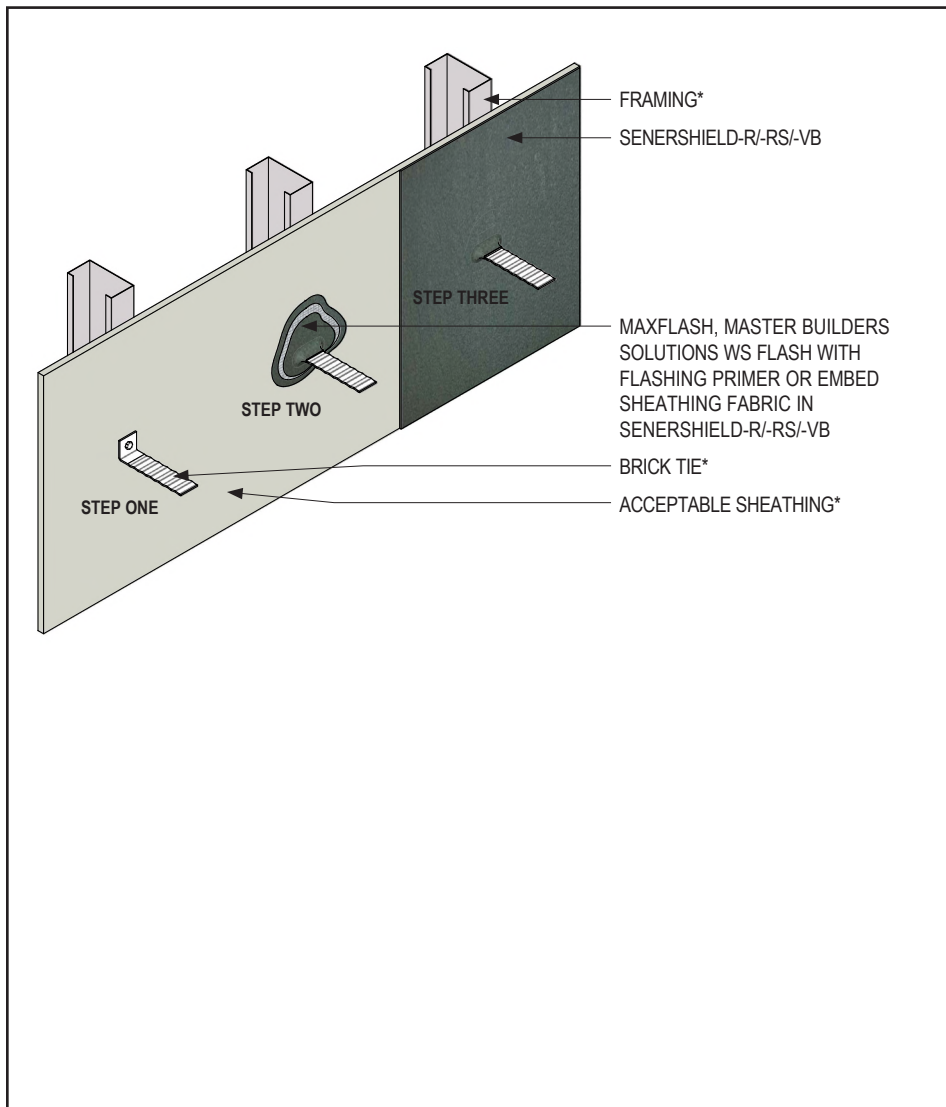 FRAMING*
SENERSHIELD-R/-RS/-VB
STEP THREE
MAXFLASH, MASTER BUILDERS
SOLUTIONS WS FLASH WITH
FLASHING PRIMER OR EMBED
SHEATHING FABRIC IN
SENERSHIELD-R/-RS/-VB
STEP TWO
BRICK TIE*
STEP ONE
ACCEPTABLE SHEATHING*